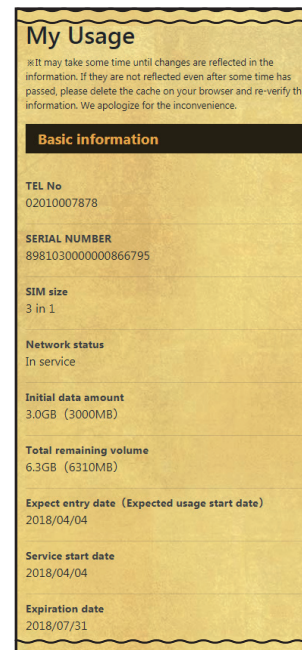 My Usage
※It may take some time until changes are reflected in the
information. If they are not reflected even after some time has
passed, please delete the cache on your browser and re-verify th
information. We apologize for the inconvenience.
Basic information
TEL No
02010007878
SERIAL NUMBER
8981030000000866795
SIM size
3 in 1
Network status
In service
Initial data amount
3.0GB（3000MB）
Total remaining volume
6.3GB（6310MB）
Expect entry date（Expected usage start date）
2018/04/04
Service start date
2018/04/04
Expiration date
2018/07/31